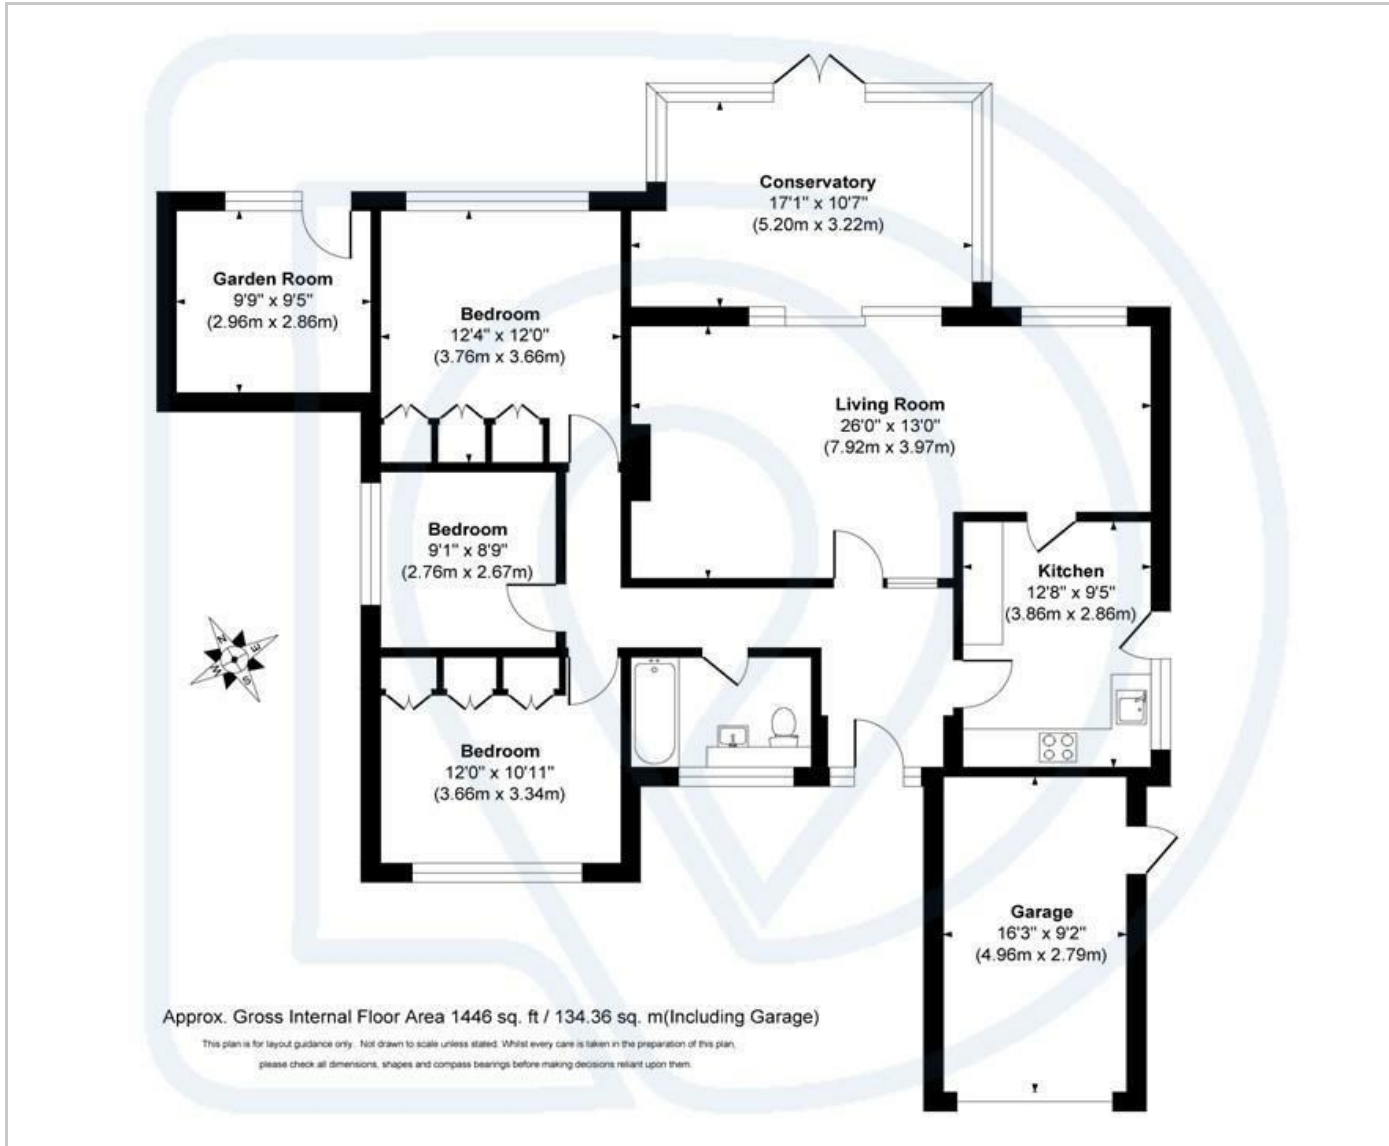 Conservatory
17'1" x 10'7"
(5.20m x 3.22m)
Garden Room
9'9" x 9'5"
(2.96m x 2.86m)
Bedroom
12'4" x 12'0"
(3.76m x 3.66m)
Living Room
26'0" x 13'0"
(7.92m x 3.97m)
Bedroom
9'1" x 8'9"
(2.76m x 2.67m)
Kitchen
12'8" x 9'5"
(3.86m x 2.86m)
N
E
W
S
Bedroom
12'0" x 10'11"
(3.66m x 3.34m)
Garage
16'3" x 9'2"
(4.96m x 2.79m)
Approx. Gross Internal Floor Area 1446 sq. ft / 134.36 sq. m(Including Garage)
This plan is for layout guidance only. Not drawn to scale unless stated. Whilst every care is taken in the preparation of this plan,
please check all dimensions, shapes and compass bearings before making decisions reliant upon them.